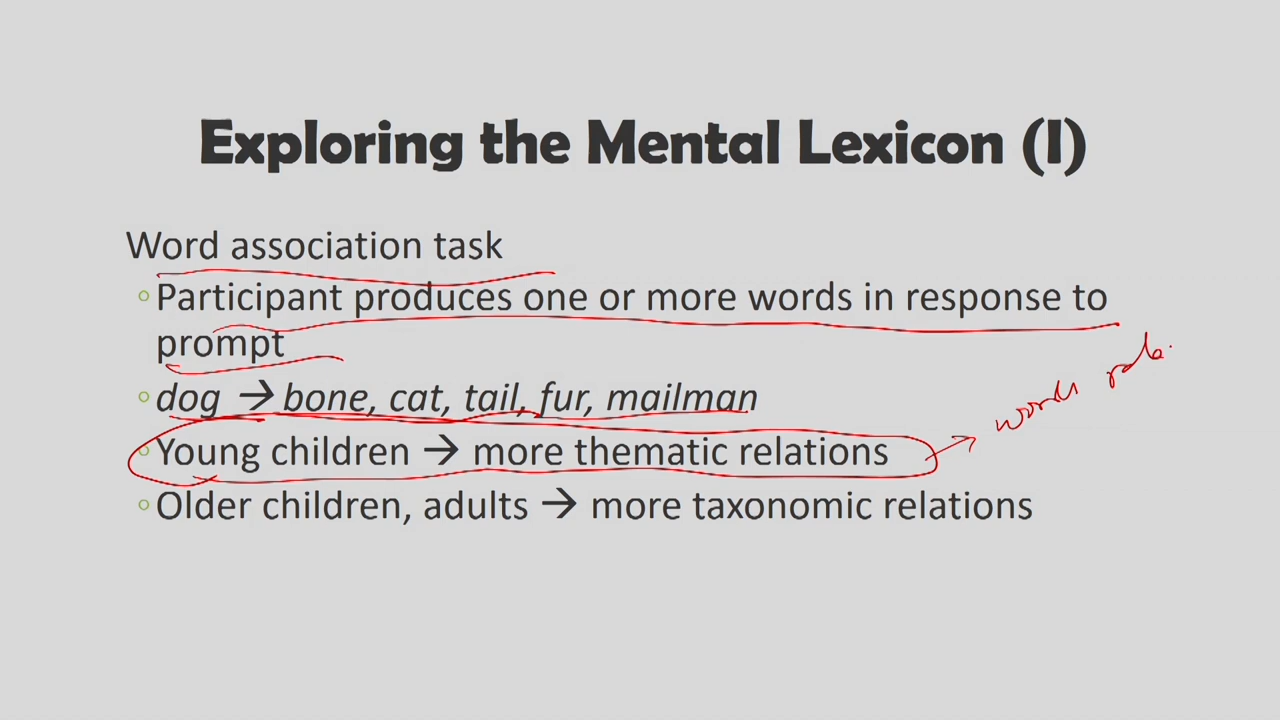 Exploring the Mental Lexicon (I)
Word association task
Participant produces one or more words in response to
prompt
dog → bone, cat, tail, fur, mailman
Young children → more thematic relations
words
Older children, adults → more taxonomic relations